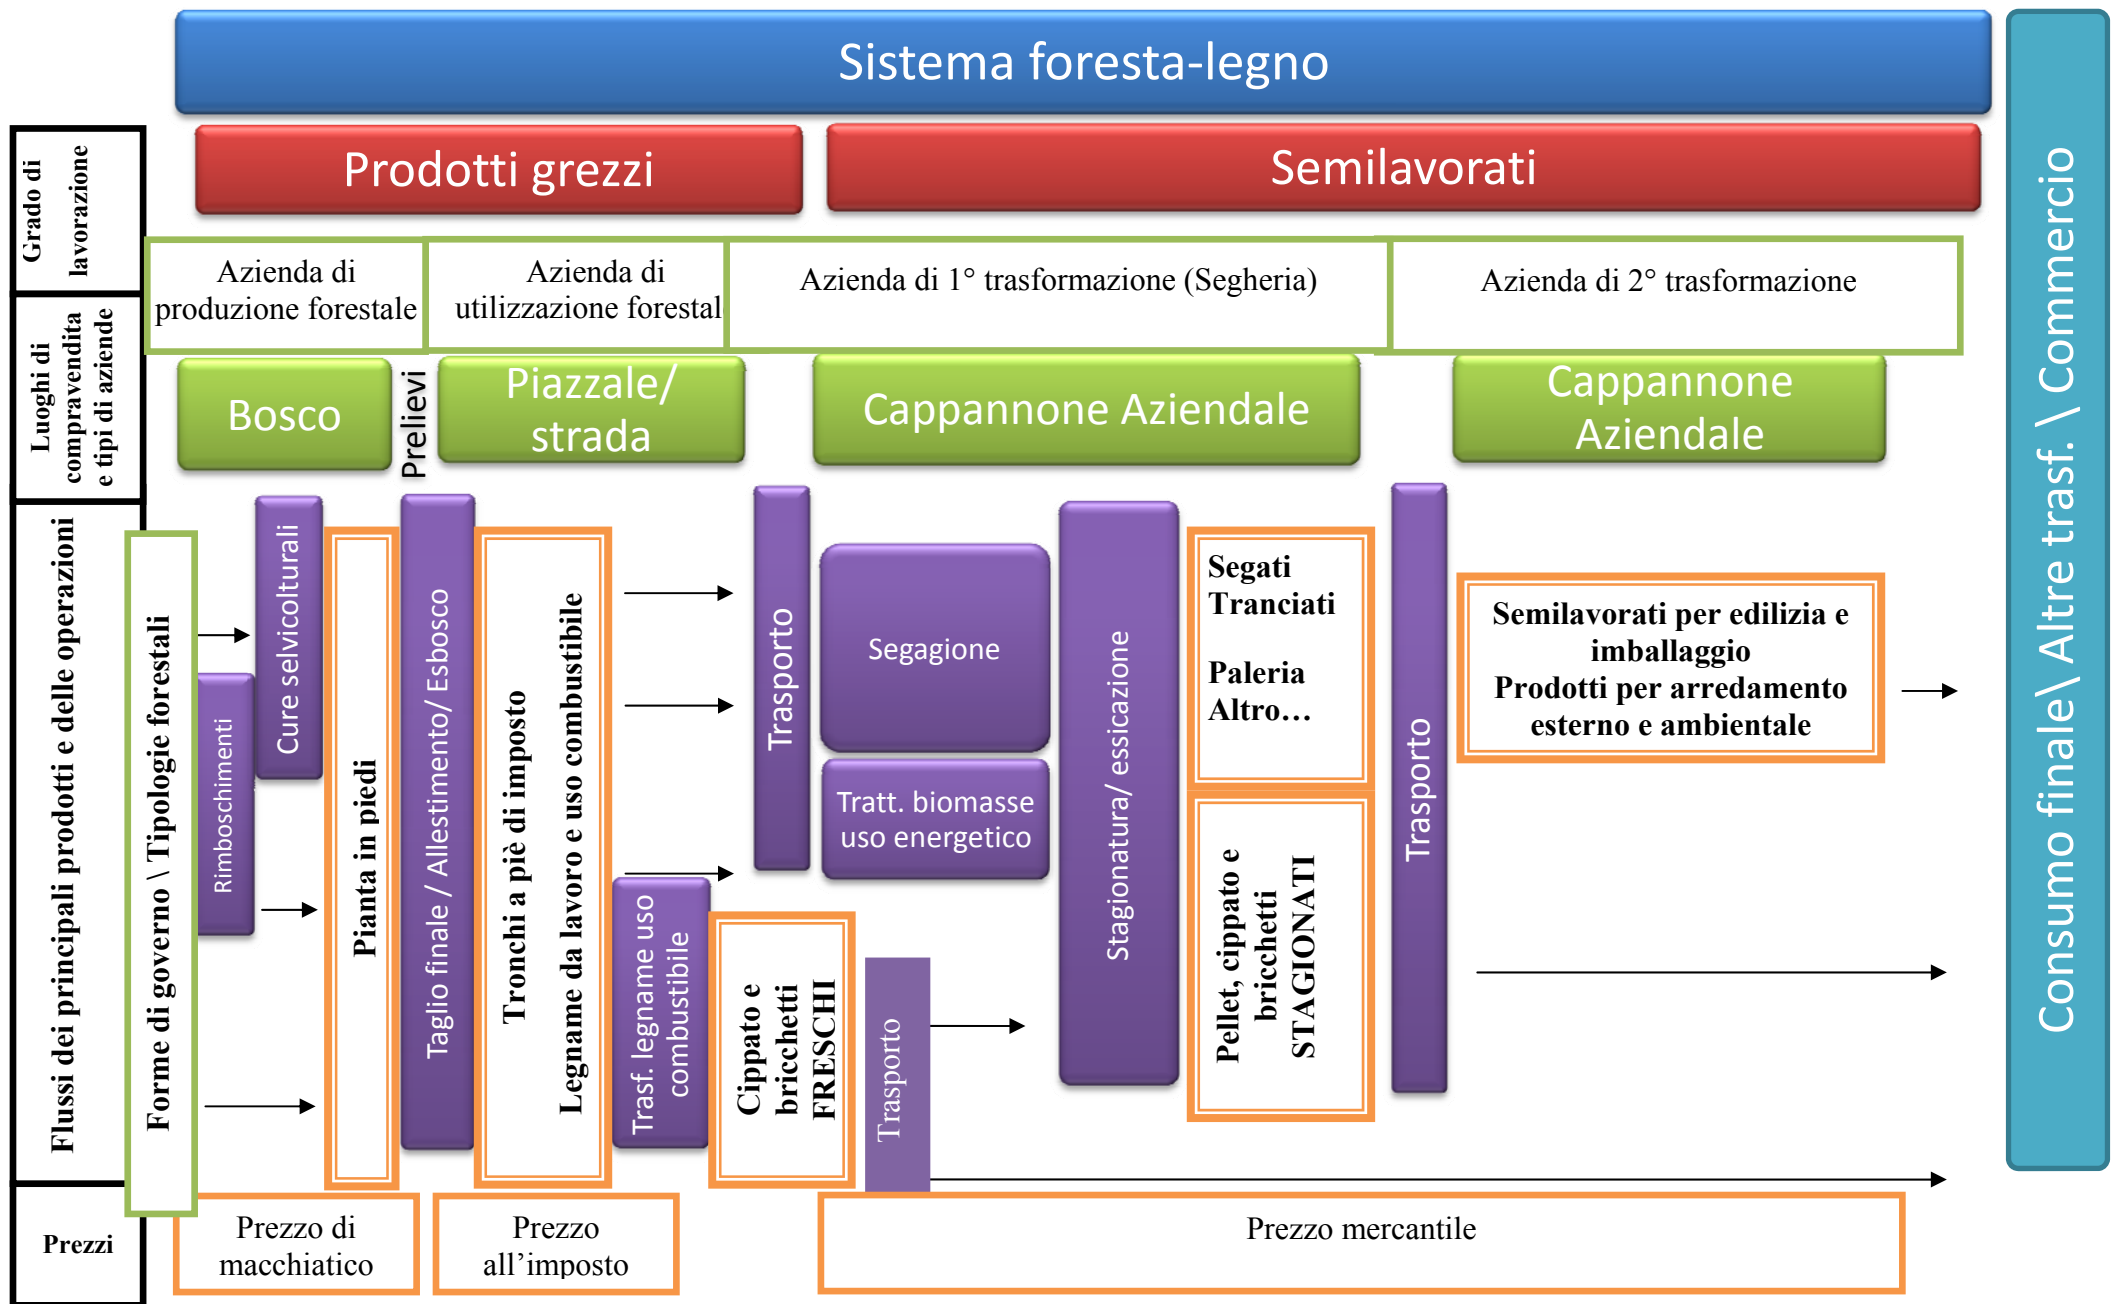 Sistema foresta-legno
Consumo finale\ Altre trasf. \ Commercio
Grado di
lavorazione
Prodotti grezzi
Semilavorati
Azienda di
produzione forestale
Azienda di
utilizzazione forestal
Azienda di 1° trasformazione (Segheria)
Azienda di 2° trasformazione
Luoghi di
compravendita
e tipi di aziende
Bosco
Prelievi
Piazzale/
strada
Cappannone Aziendale
Cappannone
Aziendale
Flussi dei principali prodotti e delle operazioni
Forme di governo \ Tipologie forestali
Rimboschimenti
Cure selvicolturali
Pianta in piedi
Taglio finale / Allestimento/ Esbosco
Tronchi a piè di imposto
Legname da lavoro e uso combustibile
Trasf. legname uso
combustibile
Cippato e
bricchetti
FRESCHI
Trasporto
Segagione
Tratt. biomasse
uso energetico
Trasporto
Stagionatura/ essicazione
Segati
Tranciati
Paleria
Altro…
Pellet, cippato e
bricchetti
STAGIONATI
Trasporto
Semilavorati per edilizia e
imballaggio
Prodotti per arredamento
esterno e ambientale
Prezzi
Prezzo di
macchiatico
Prezzo
all’imposto
Prezzo mercantile